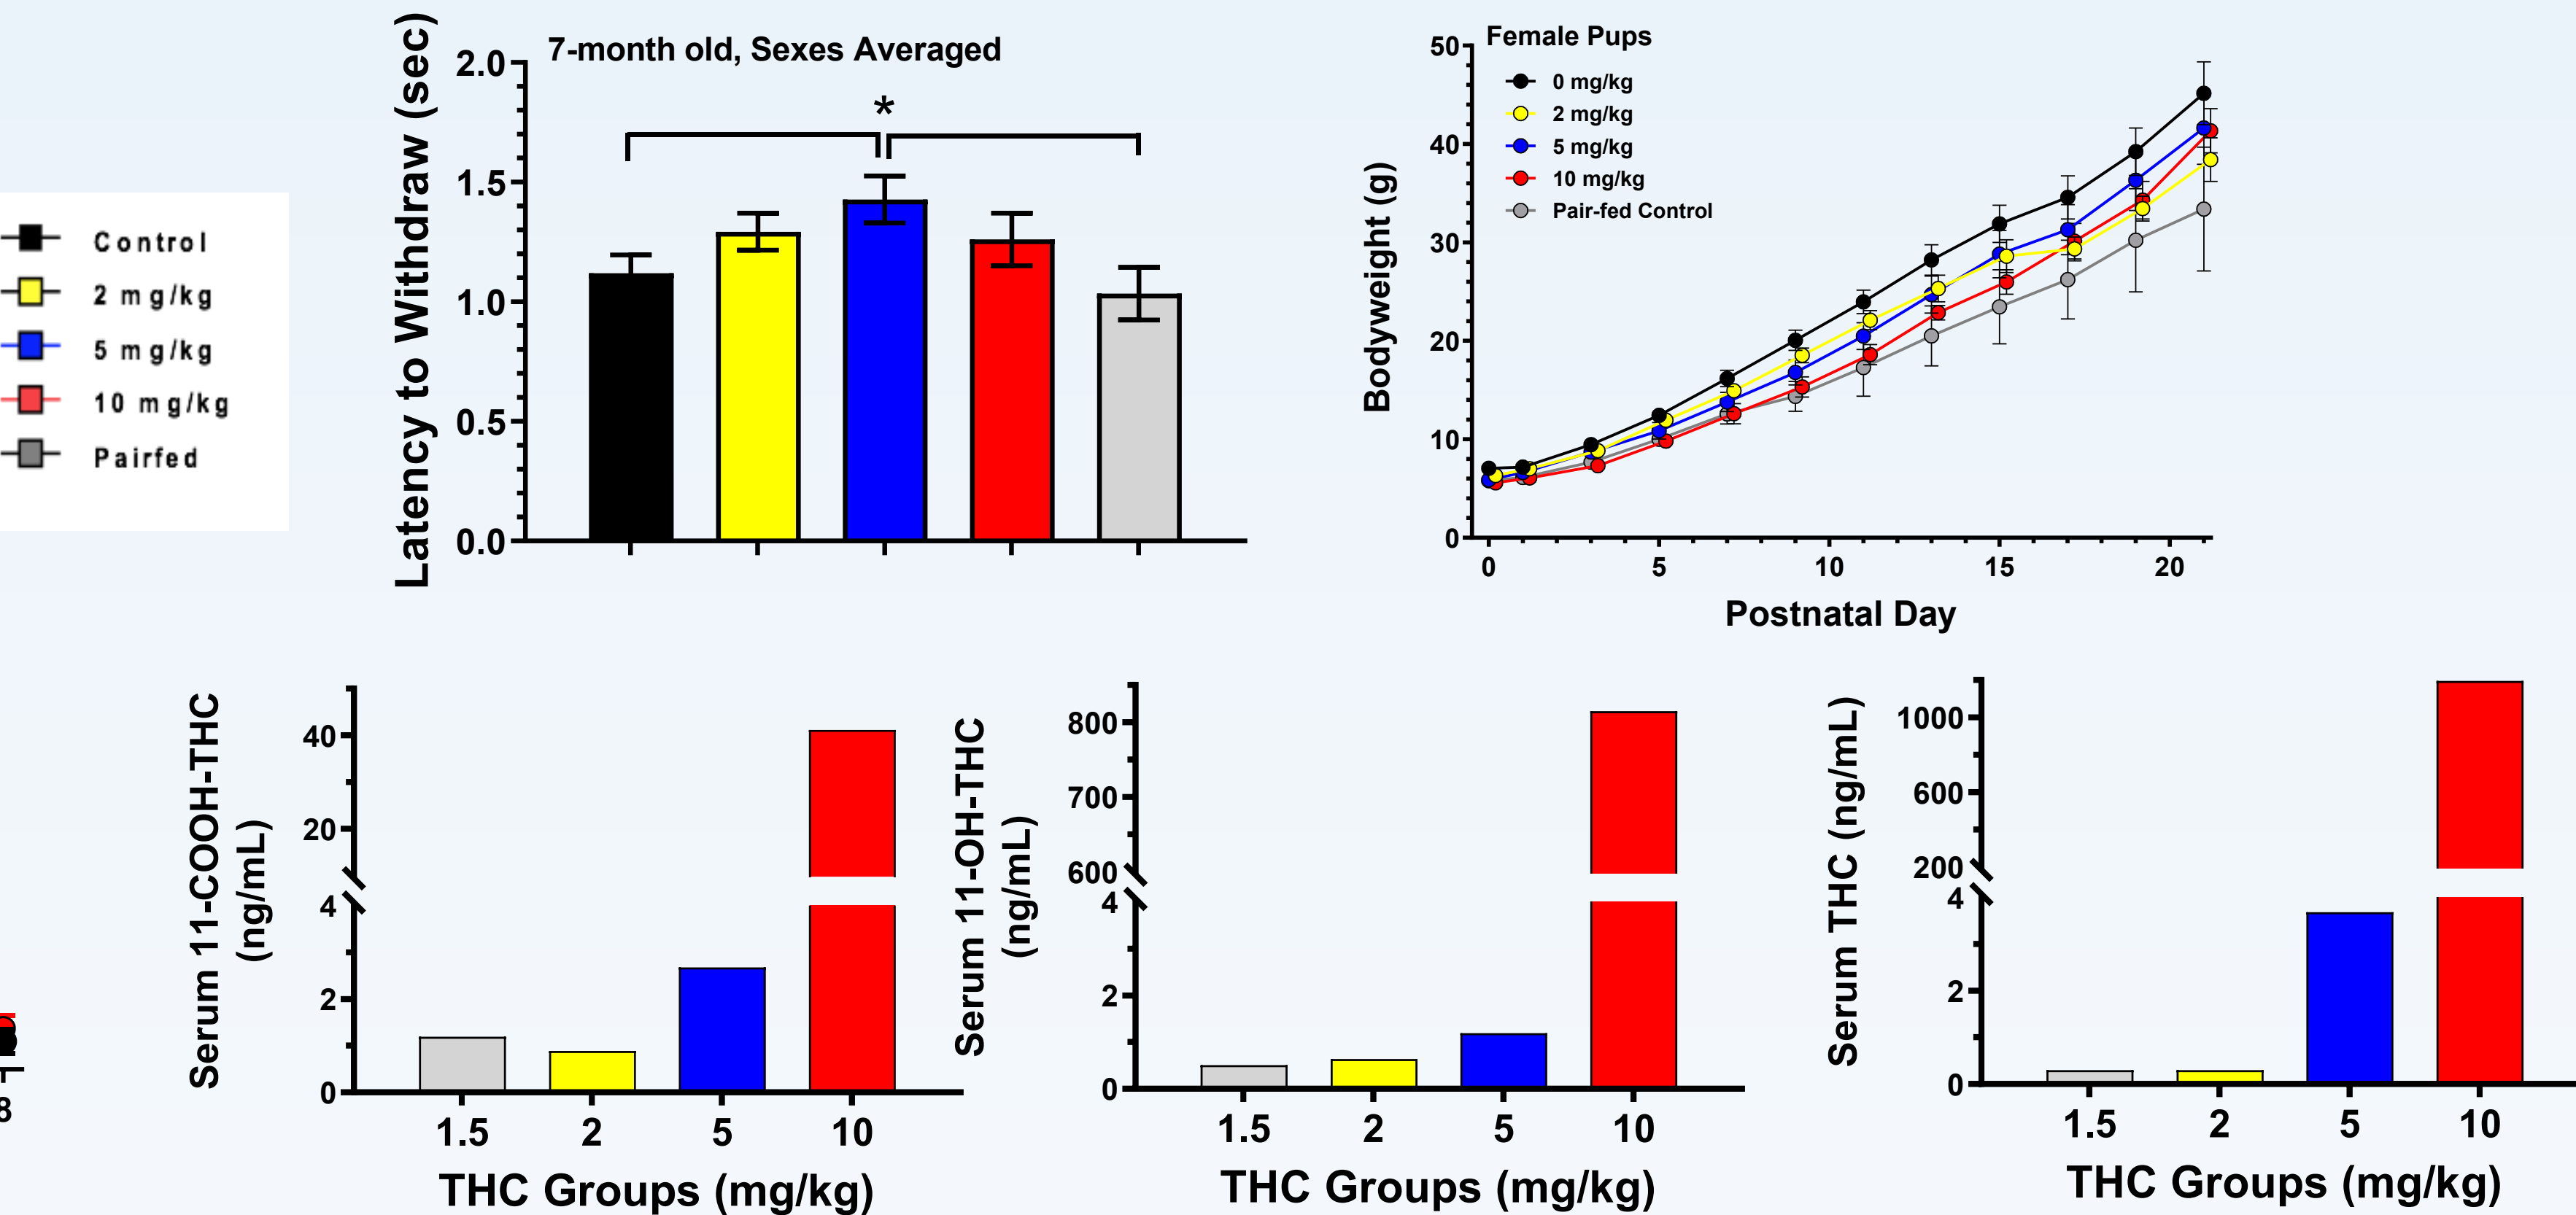 Control
2 mg/kg
5 mg/kg
10 mg/kg
Pairfed
Latency to Withdraw (sec)
7-month old, Sexes Averaged
*
2.0
1.5
1.0
0.5
0.0
Female Pups
0 mg/kg
2 mg/kg
5 mg/kg
10 mg/kg
Pair-fed Control
Bodyweight (g)
50
40
30
20
10
0
0 5 10 15 20
Postnatal Day
8
Serum 11-COOH-THC
(ng/mL)
40
20
4
2
0
1.5 2 5 10
THC Groups (mg/kg)
Serum 11-OH-THC
(ng/mL)
800
700
600
4
2
0
1.5 2 5 10
THC Groups (mg/kg)
Serum THC (ng/mL)
1000
600
200
4
2
0
1.5 2 5 10
THC Groups (mg/kg)